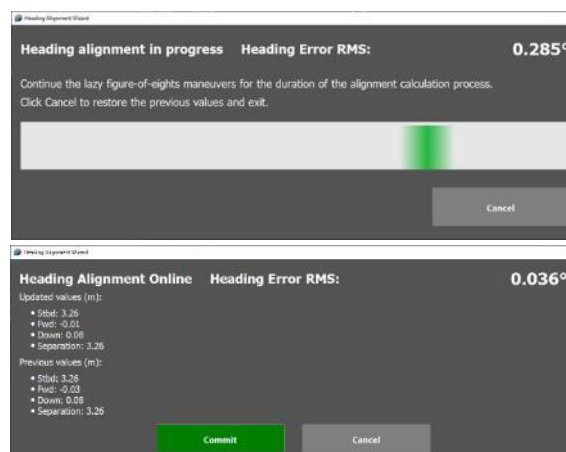 Heading Alignment Wizard
Heading alignment in progress Heading Error RMS: 0.285°
Continue the lazy figure-of-eights maneuvers for the duration of the alignment calculation process.
Click Cancel to restore the previous values and exit.
Cancel
Heading Alignment Wizard
Heading Alignment Online Heading Error RMS: 0.036°
Updated values (m):
• Stbd: 3.26
• Fwd: -0.01
• Down: 0.08
• Separation: 3.26
Previous values (m):
• Stbd: 3.26
• Fwd: -0.03
• Down: 0.08
• Separation: 3.26
Commit Cancel